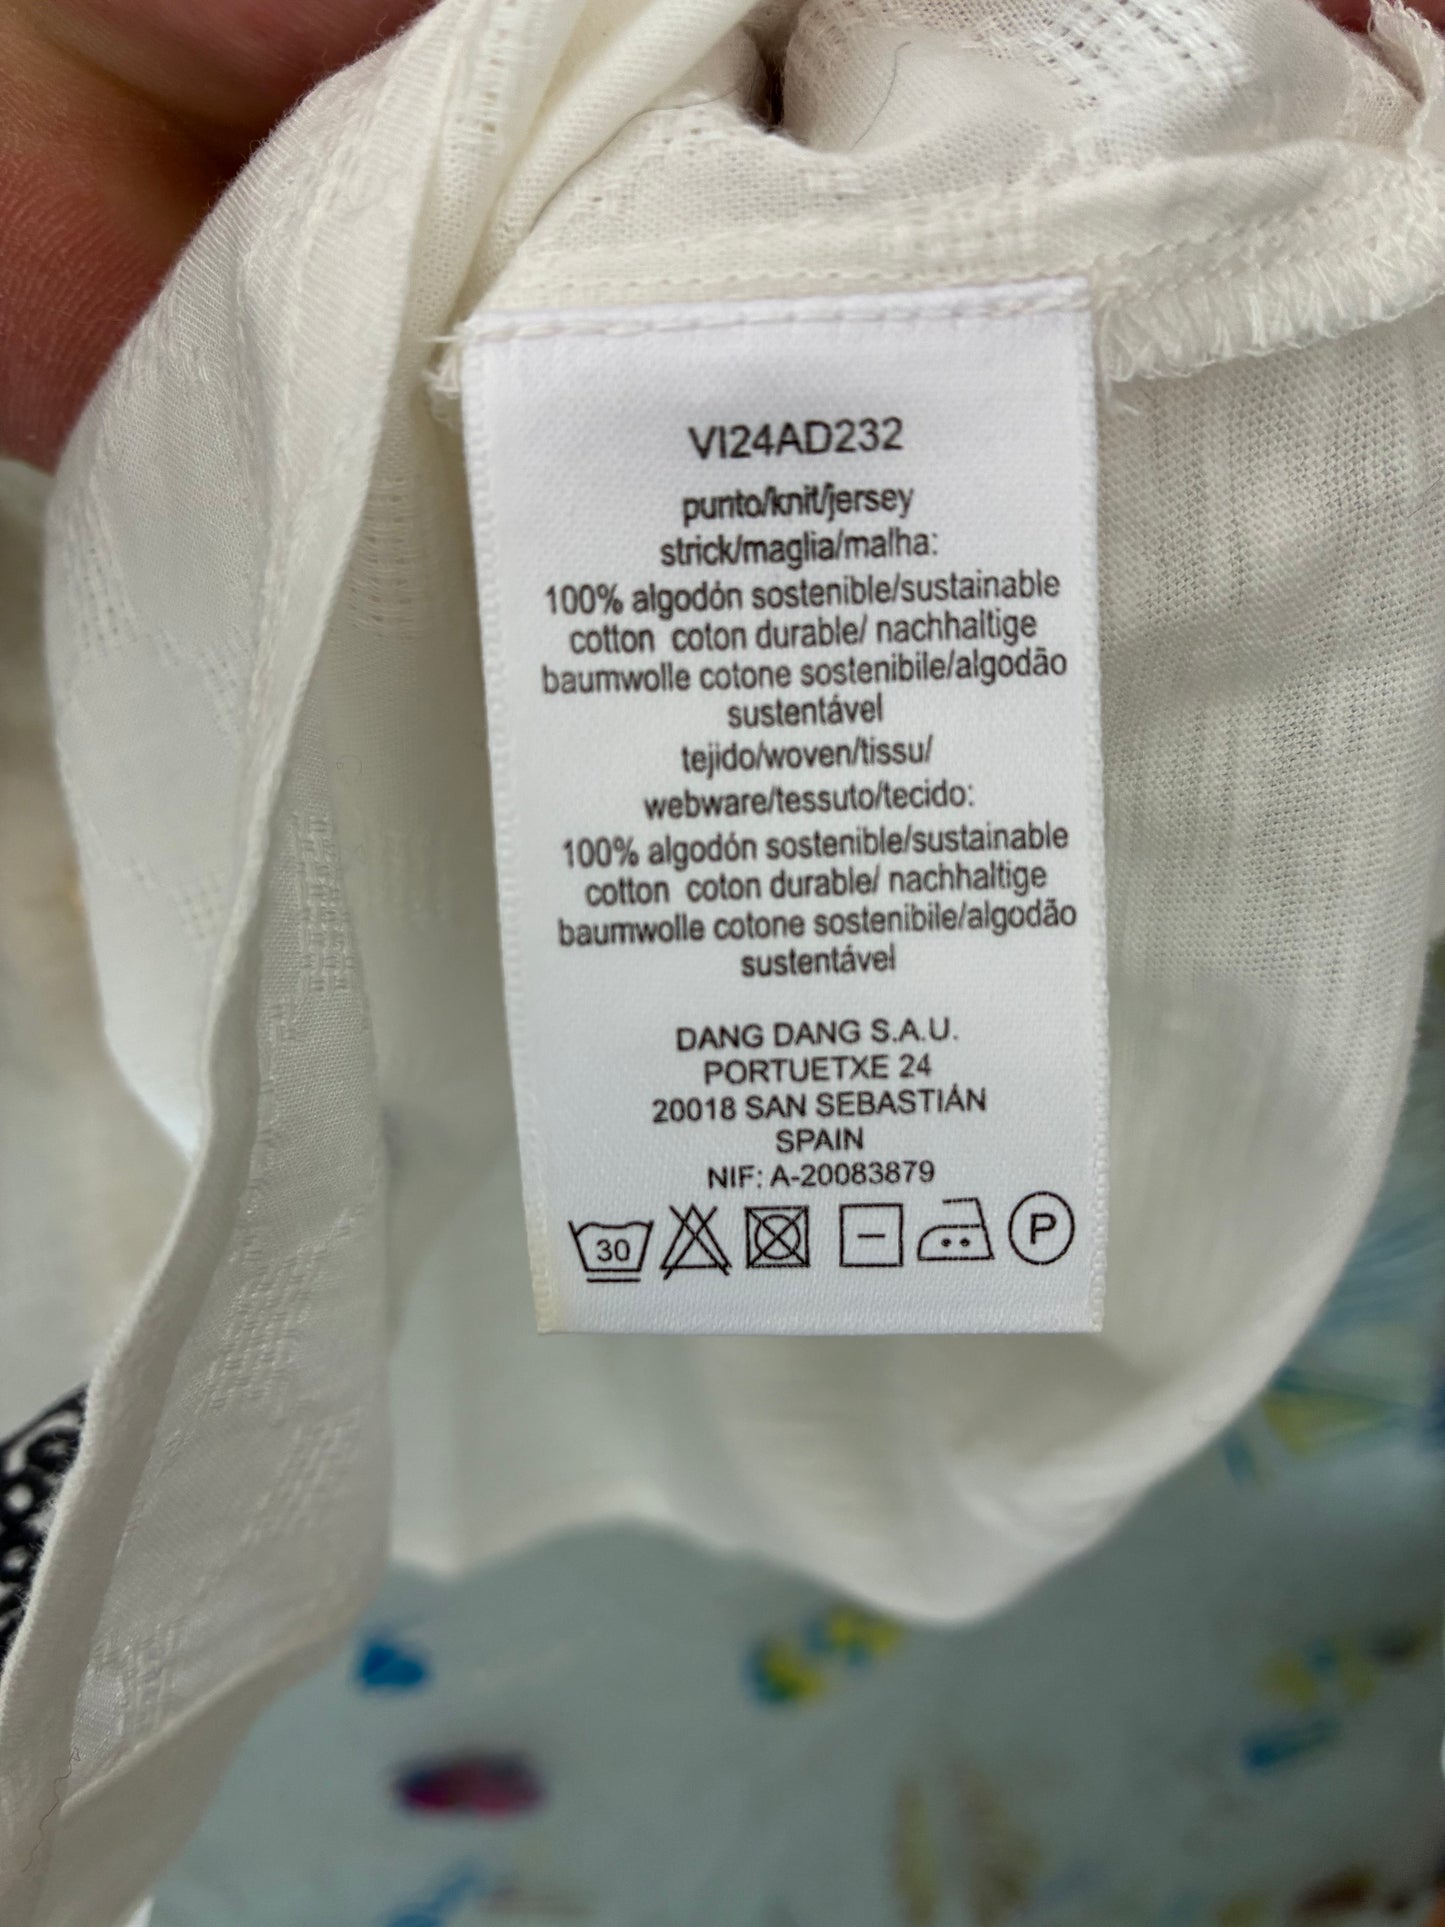 VI24AD232
punto/knit/jersey
strick/maglia/malha:
100% algodón sostenible/sustainable
cotton coton durable/ nachhaltige
baumwolle cotone sostenibile/algodão
sustentável
tejido/woven/tissu/
webware/tessuto/tecido:
100% algodón sostenible/sustainable
cotton coton durable/ nachhaltige
baumwolle cotone sostenibile/algodão
sustentável
DANG DANG S.A.U.
PORTUETXE 24
20018 SAN SEBASTIÁN
SPAIN
NIF: A-20083879
30 P